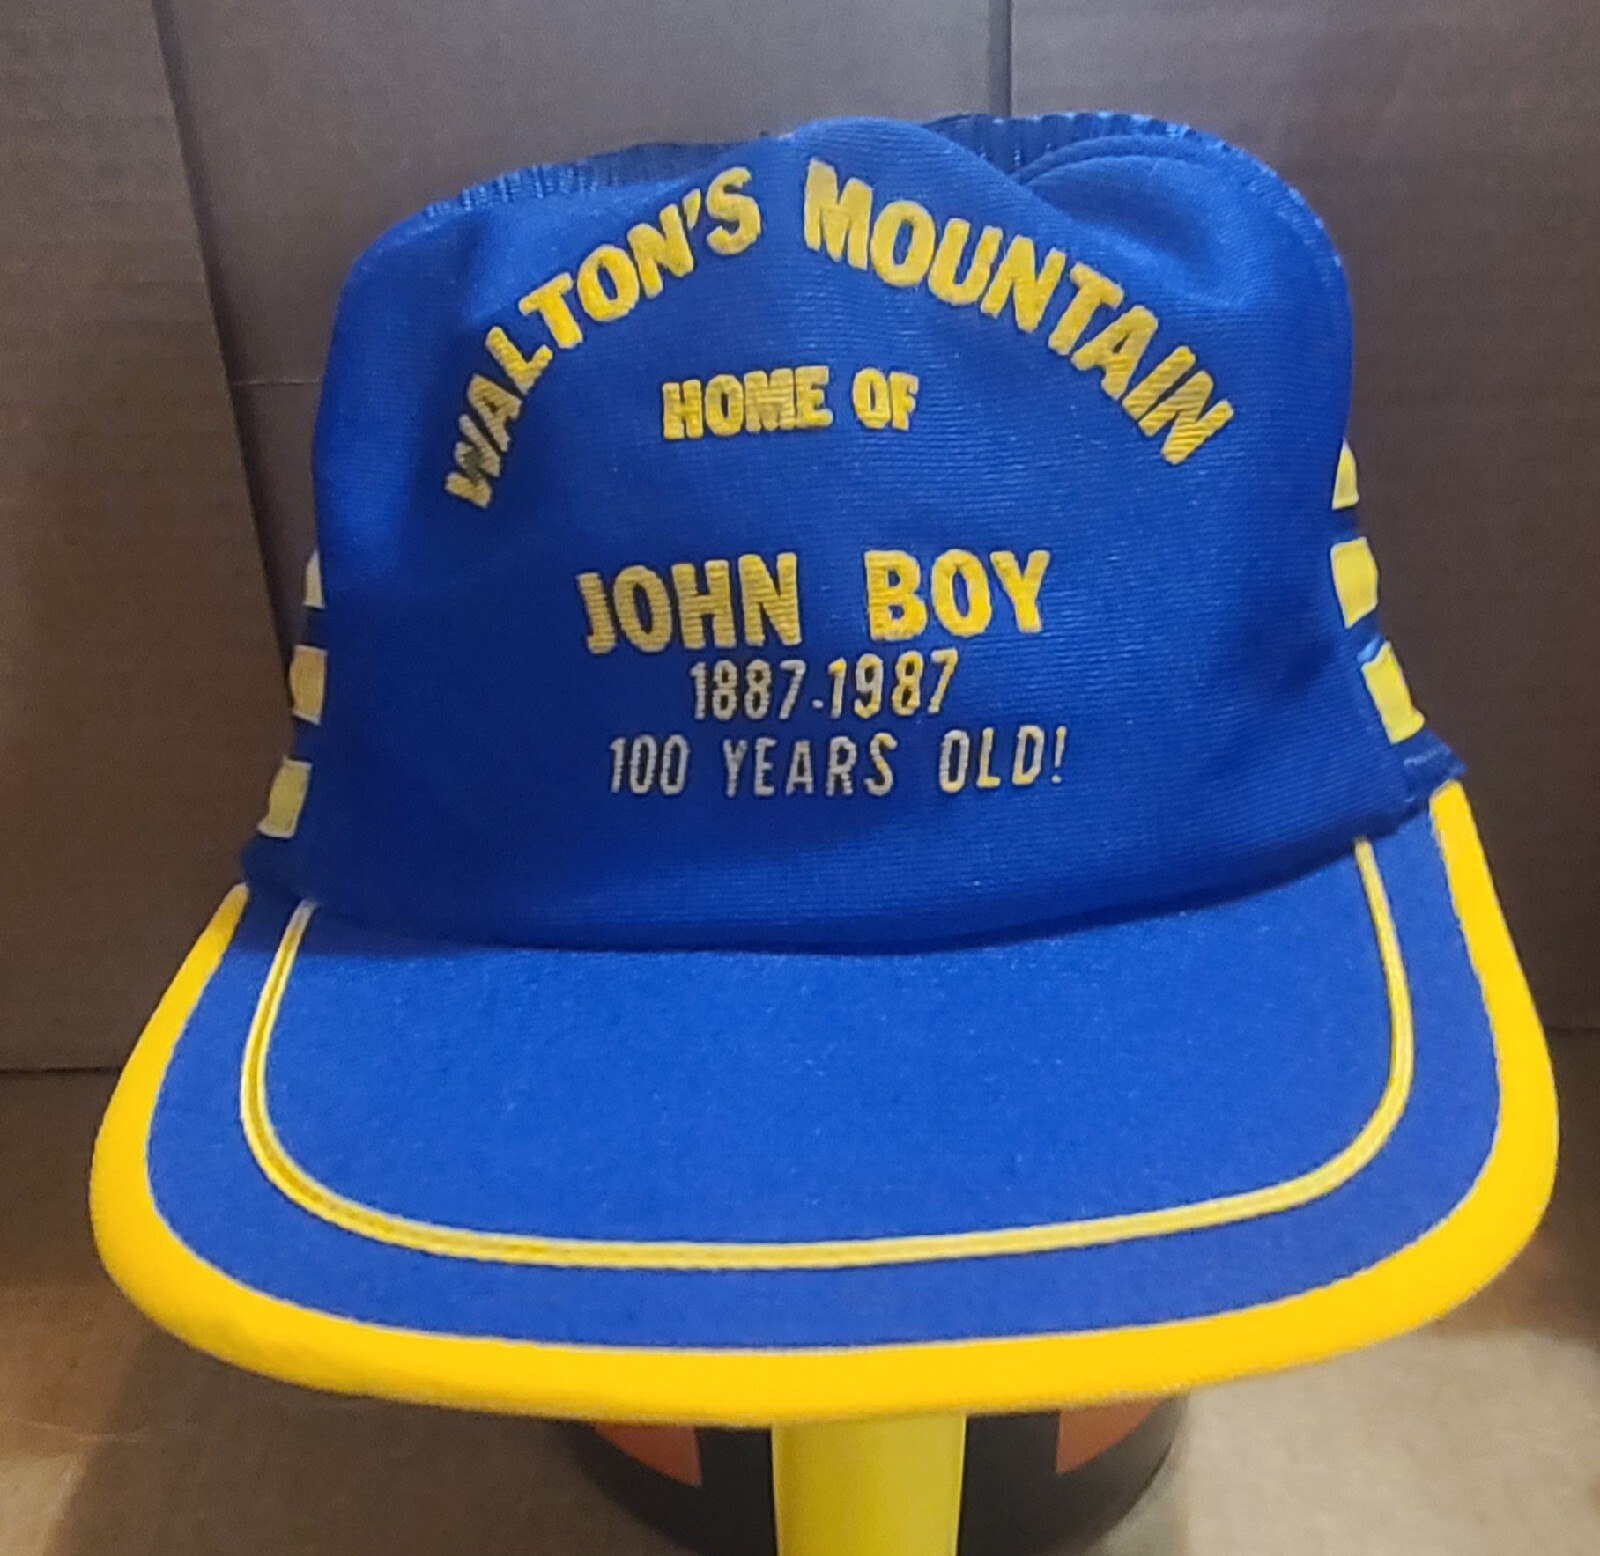 WALTON'S MOUNTAIN
HOME OF
JOHN BOY
1887-1987
100 YEARS OLD!